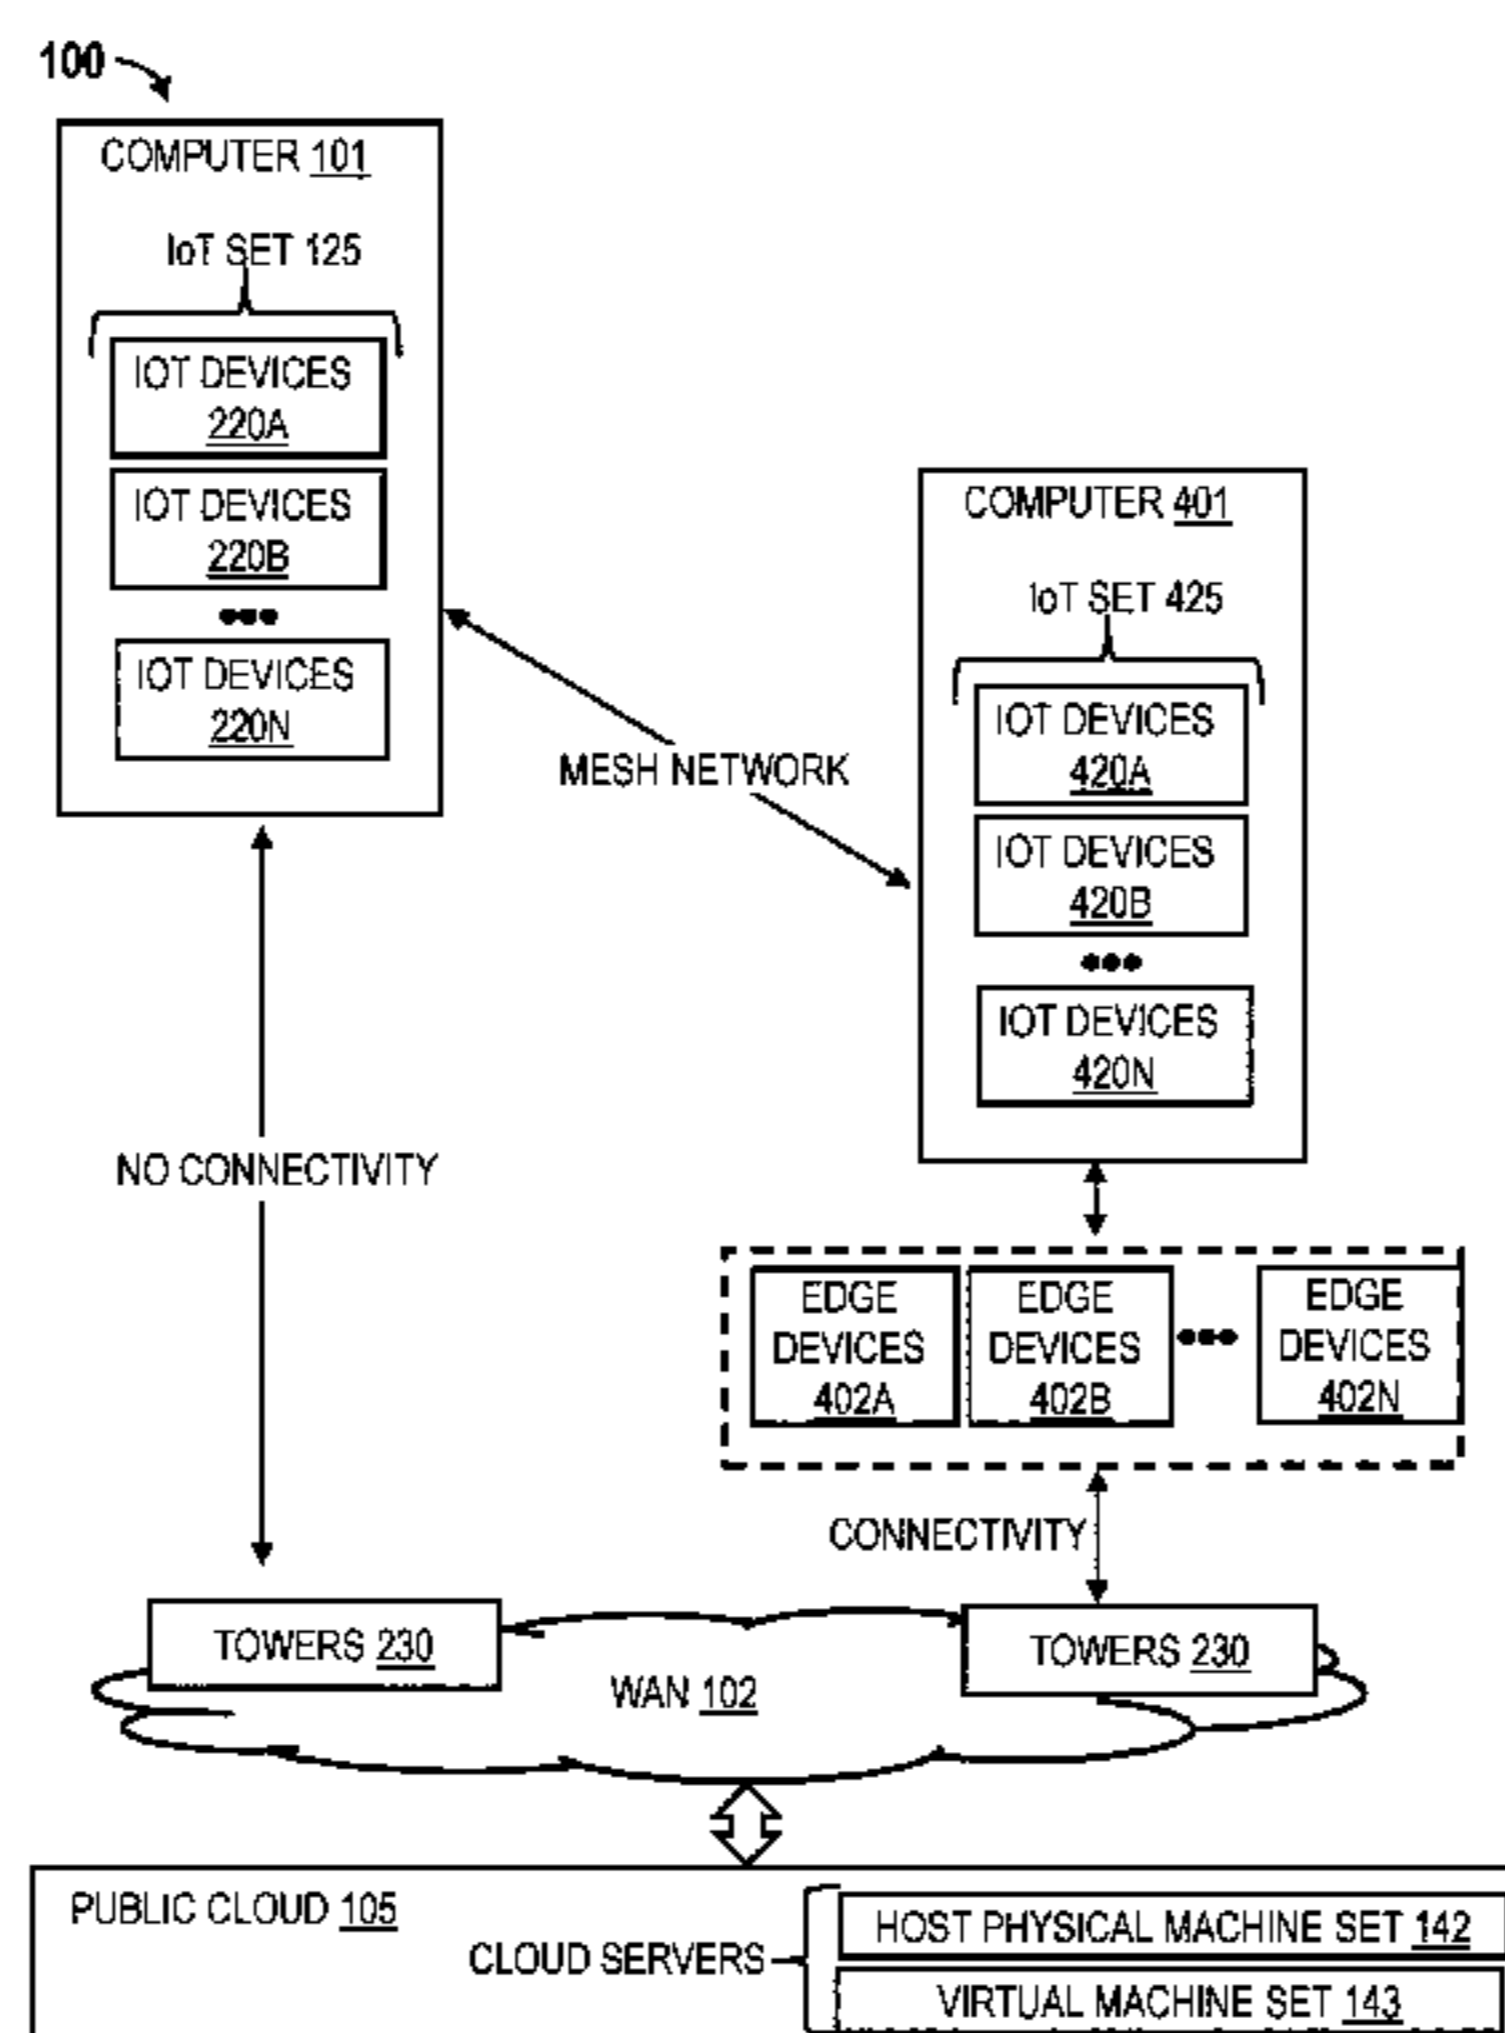 100
COMPUTER 101
IoT SET 125
IOT DEVICES
220A
IOT DEVICES
220B
IOT DEVICES
220N
MESH NETWORK
COMPUTER 401
IoT SET 425
IOT DEVICES
420A
IOT DEVICES
420B
IOT DEVICES
420N
NO CONNECTIVITY
EDGE
DEVICES
402A
EDGE
DEVICES
402B
EDGE
DEVICES
402N
CONNECTIVITY
TOWERS 230
WAN 102
TOWERS 230
PUBLIC CLOUD 105
CLOUD SERVERS
HOST PHYSICAL MACHINE SET 142
VIRTUAL MACHINE SET 143